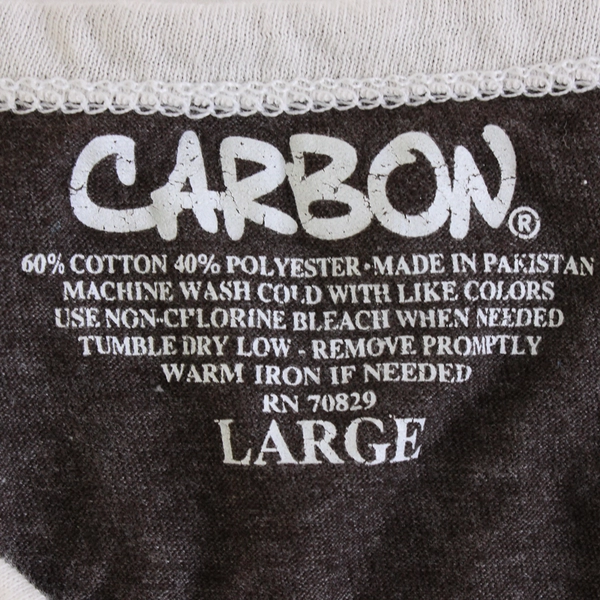 CARBON®
60% COTTON 40% POLYESTER·MADE IN PAKISTAN
MACHINE WASH COLD WITH LIKE COLORS
USE NON-CHLORINE BLEACH WHEN NEEDED
TUMBLE DRY LOW - REMOVE PROMPTLY
WARM IRON IF NEEDED
RN 70829
LARGE